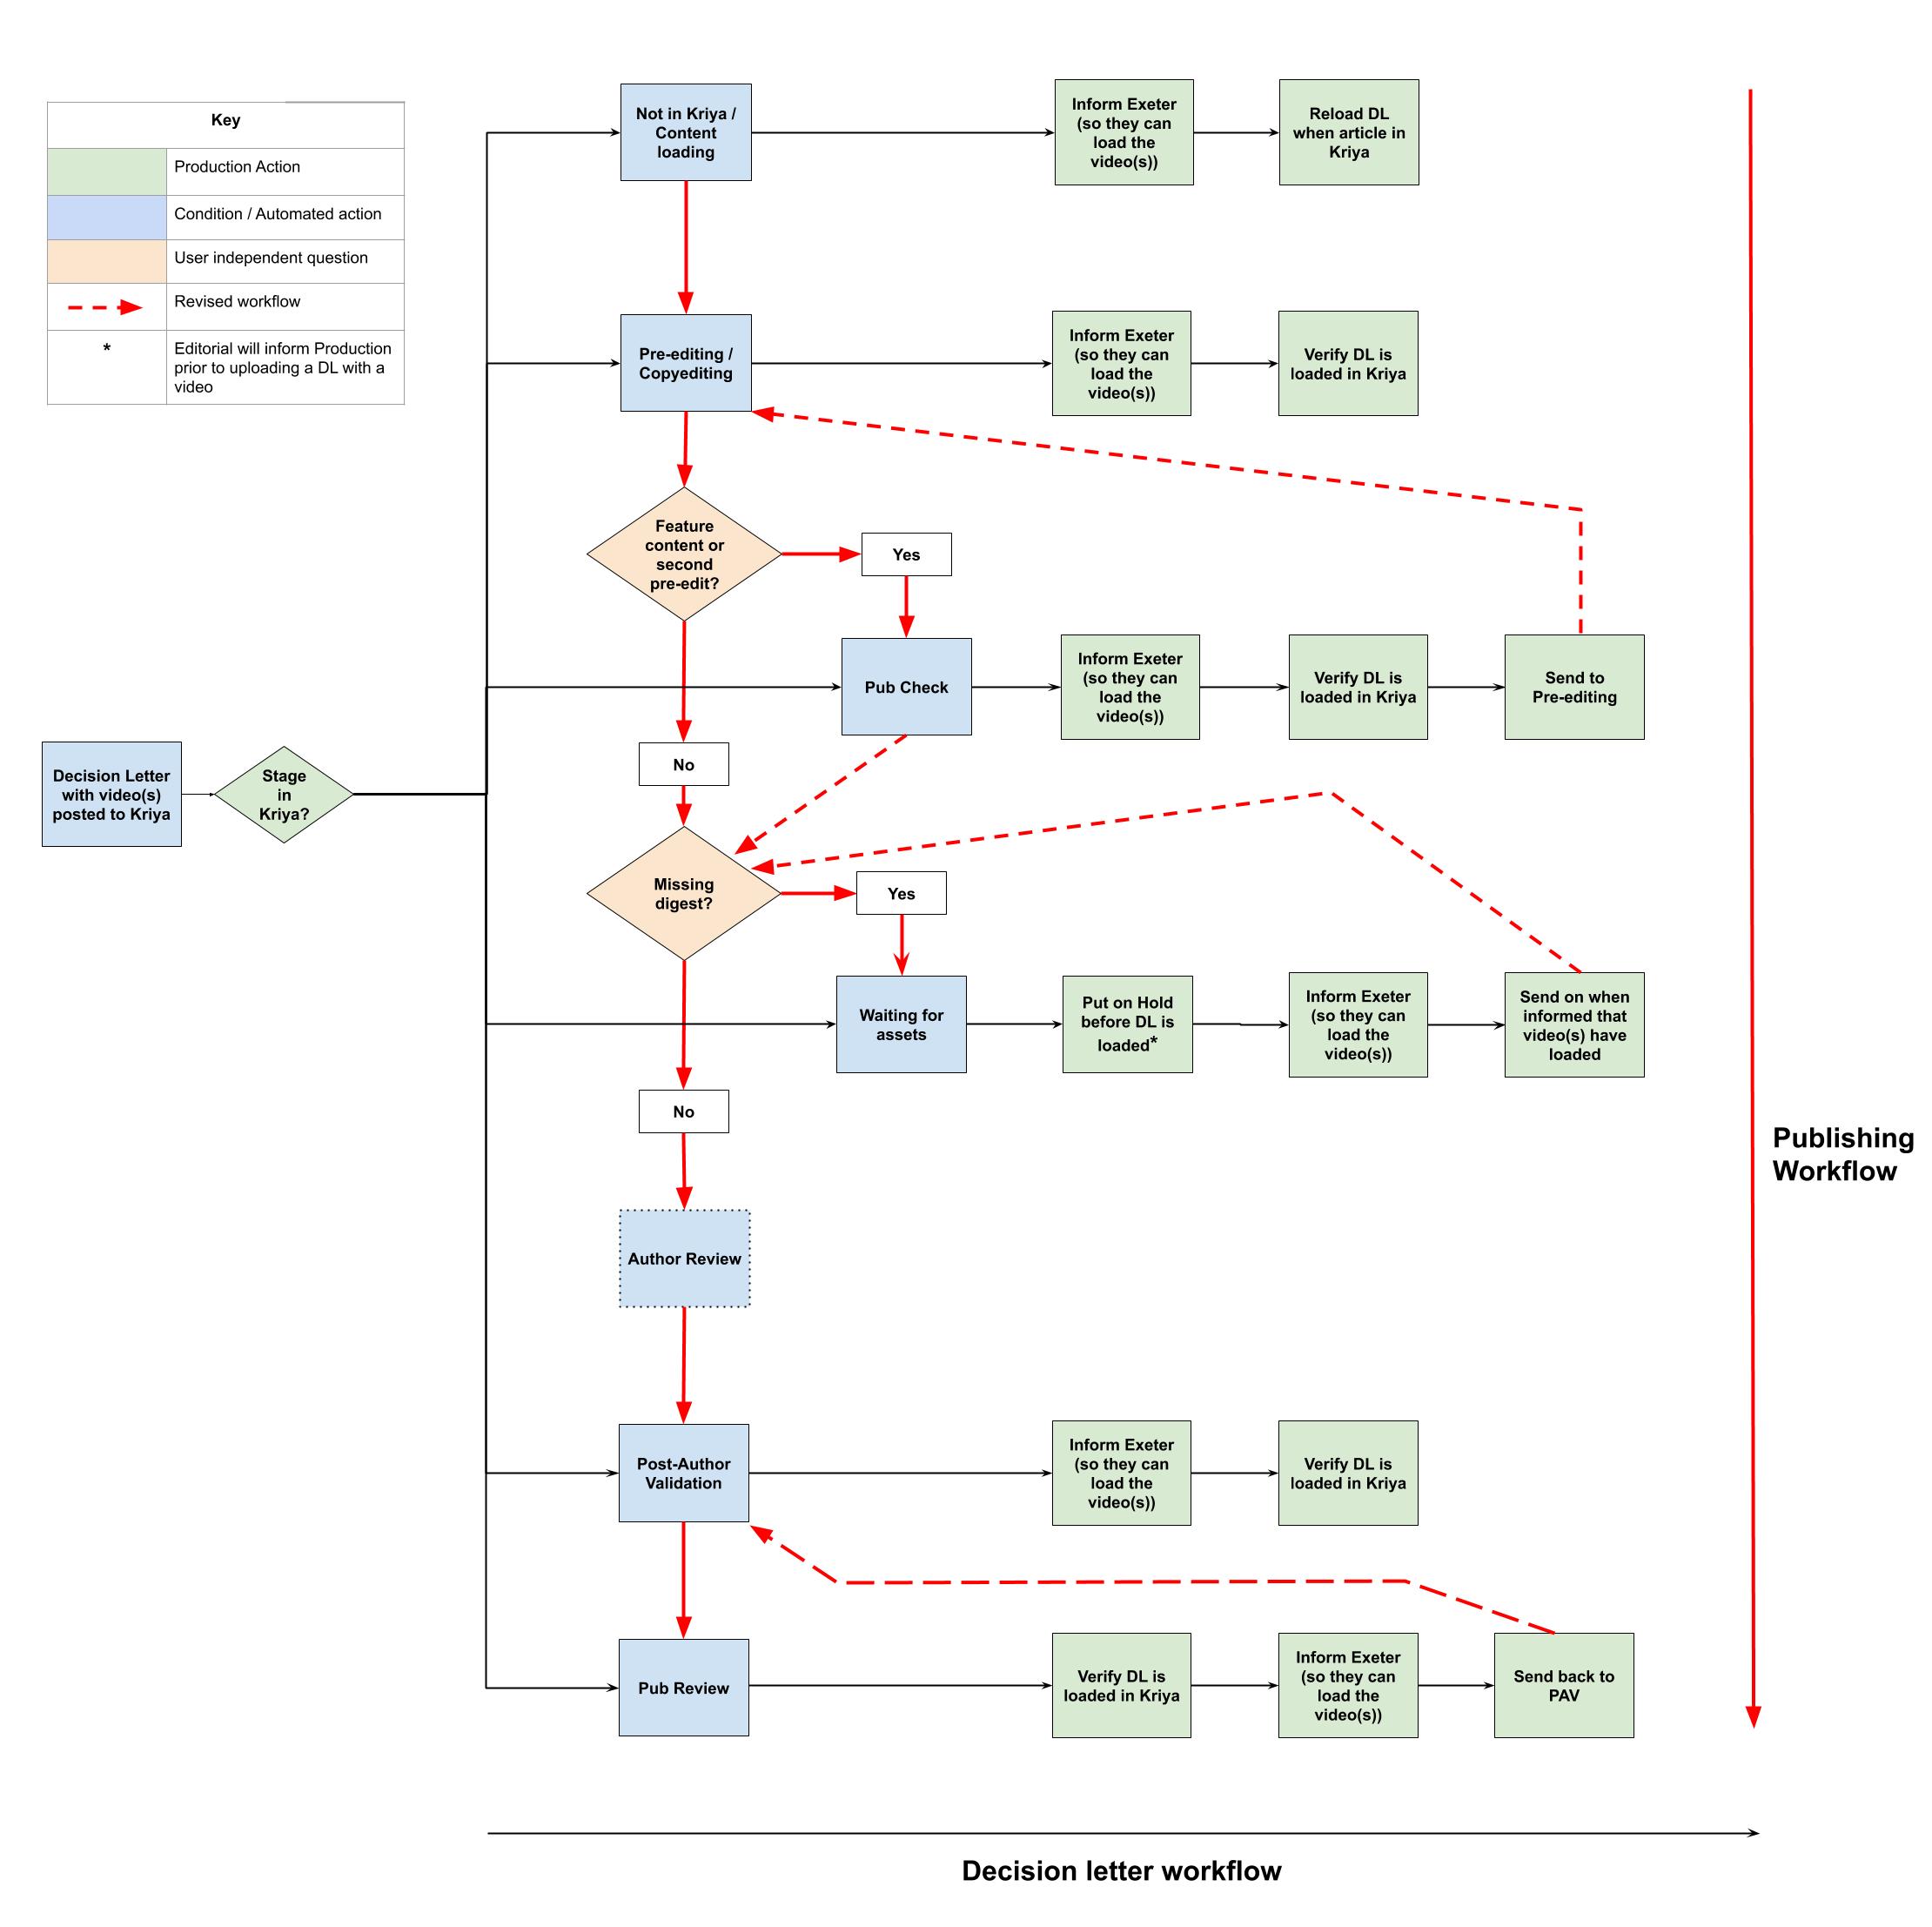 Key
Production Action
Condition / Automated action
User independent question
Revised workflow
*
Editorial will inform Production
prior to uploading a DL with a
video
Not in Kriya /
Content
loading
Inform Exeter
(so they can
load the
video(s))
Reload DL
when article in
Kriya
Pre-editing /
Copyediting
Inform Exeter
(so they can
load the
video(s))
Verify DL is
loaded in Kriya
Feature
content or
second
pre-edit?
Yes
Pub Check
Inform Exeter
(so they can
load the
video(s))
Verify DL is
loaded in Kriya
Send to
Pre-editing
No
Decision Letter
with video(s)
posted to Kriya
Stage
in
Kriya?
Missing
digest?
Yes
Waiting for
assets
Put on Hold
before DL is
loaded*
Inform Exeter
(so they can
load the
video(s))
Send on when
informed that
video(s) have
loaded
No
Publishing
Workflow
Author Review
Post-Author
Validation
Inform Exeter
(so they can
load the
video(s))
Verify DL is
loaded in Kriya
Pub Review
Verify DL is
loaded in Kriya
Inform Exeter
(so they can
load the
video(s))
Send back to
PAV
Decision letter workflow